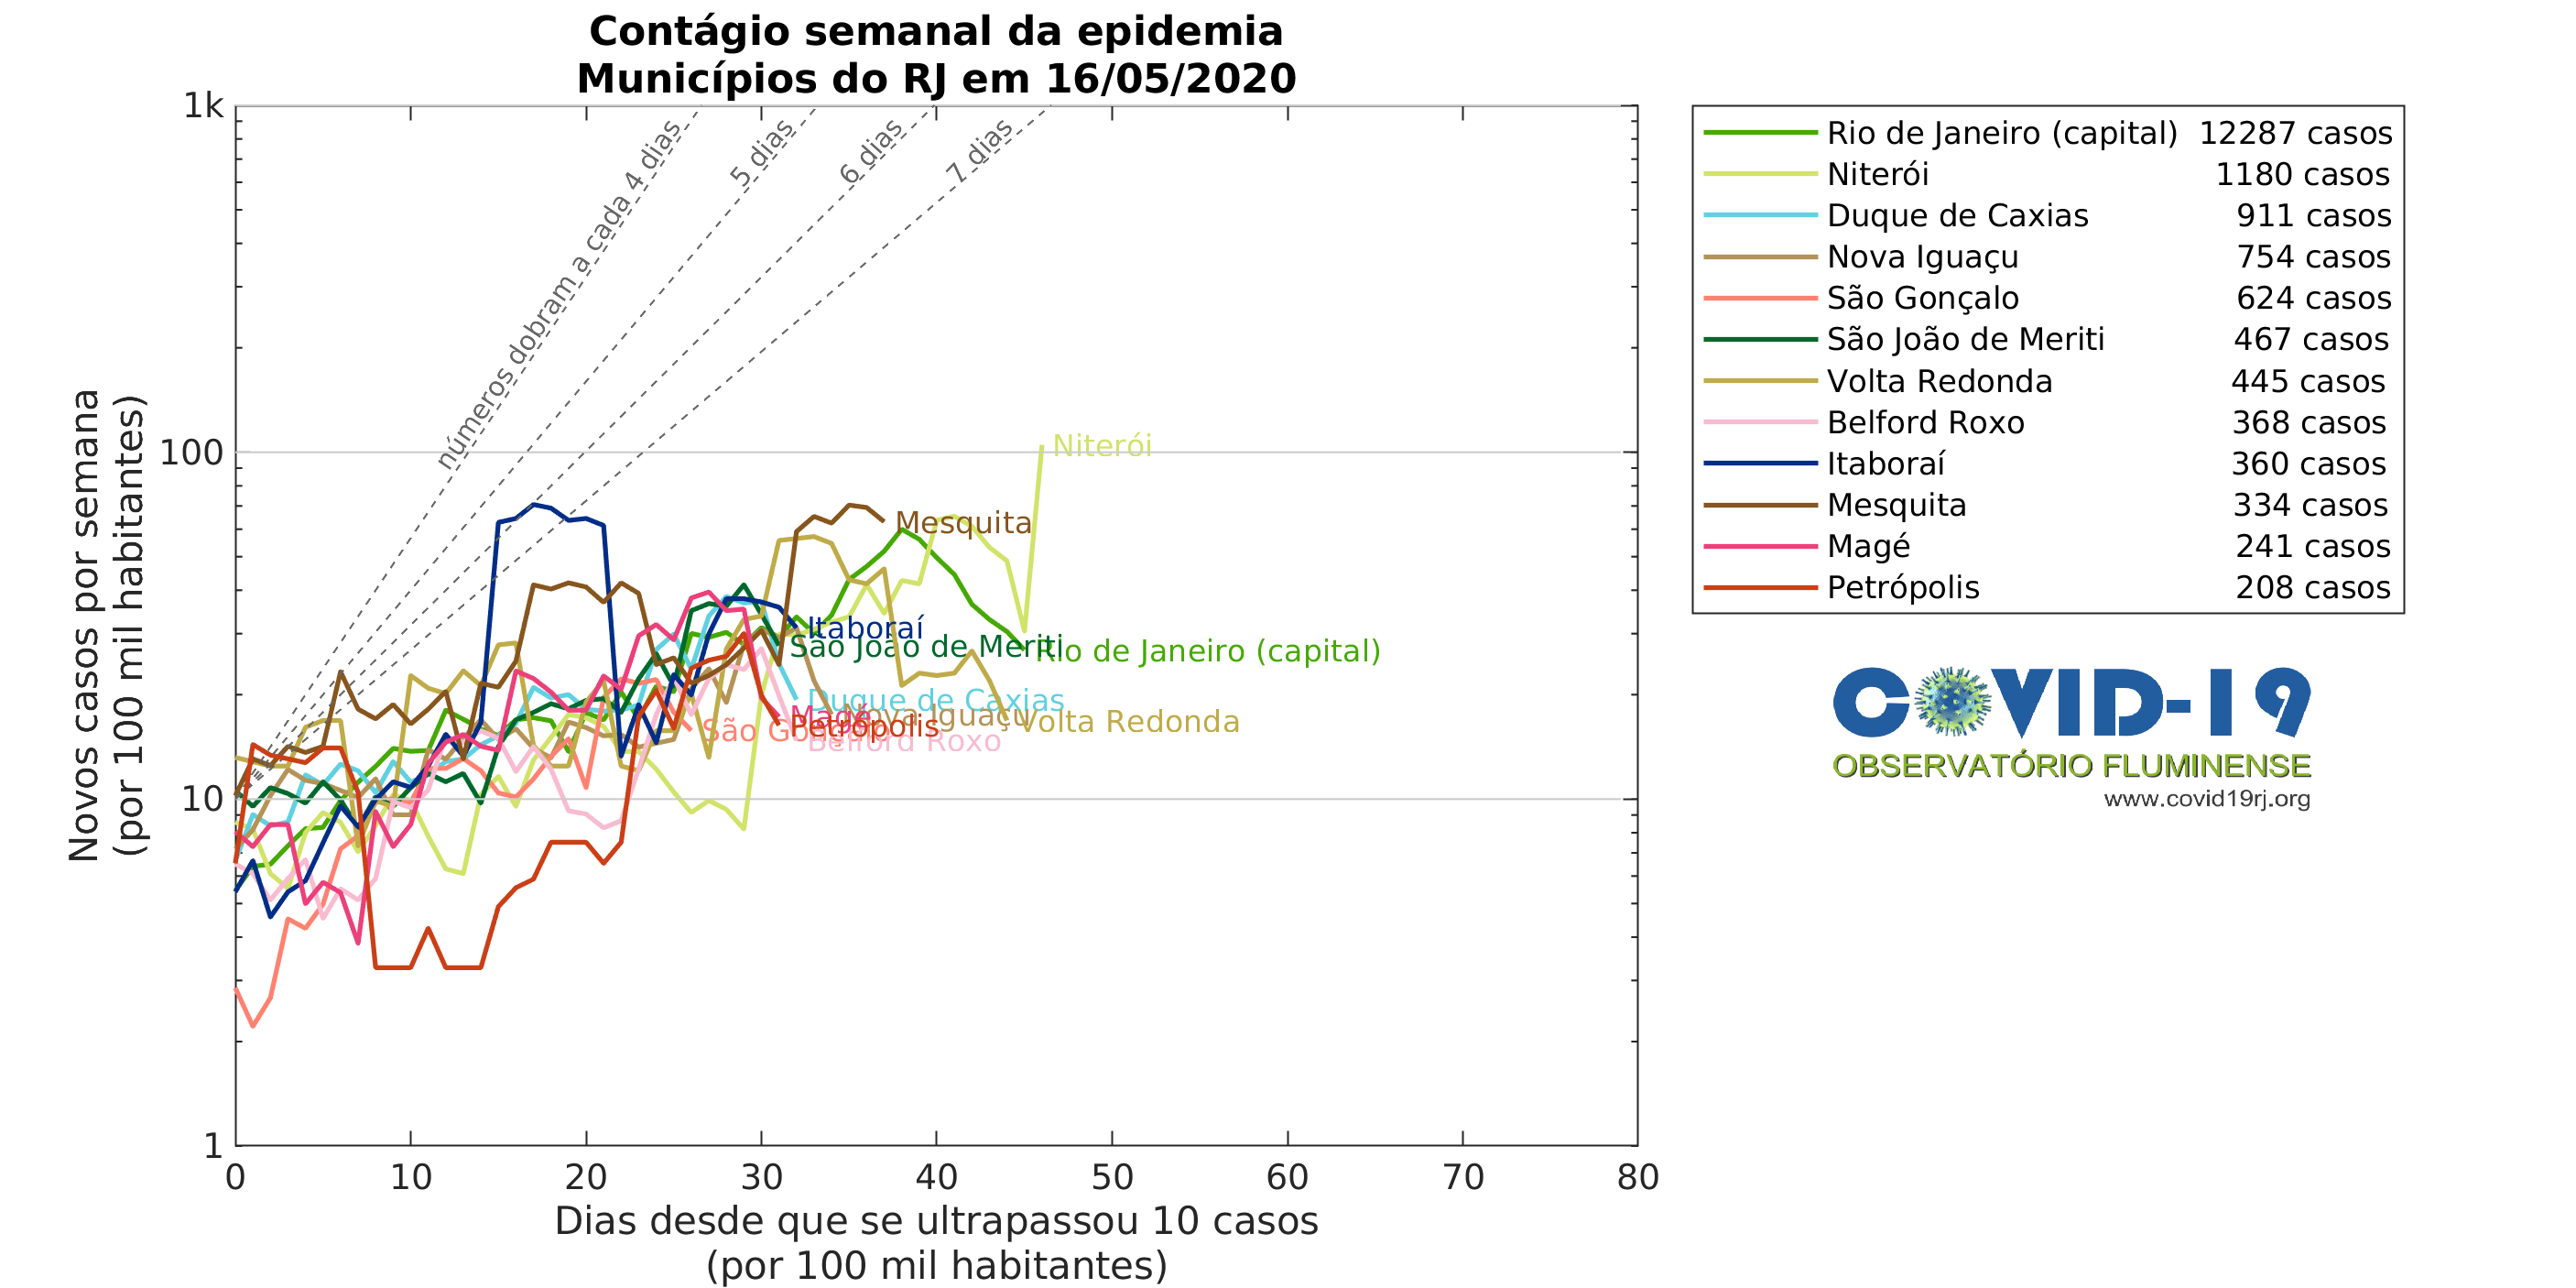 Contágio semanal da epidemia
Municípios do RJ em 16/05/2020
Novos casos por semana
(por 100 mil habitantes)
1k
100
10
1
números dobram a cada 4 dias
5 dias
6 dias
7 dias
Niterói
Mesquita
Itaboraí
São João de Meriti
Rio de Janeiro (capital)
Duque de Caxias
Magé
Nova Iguaçu
Volta Redonda
São Gonçalo
Petrópolis
Belford Roxo
0 10 20 30 40 50 60 70 80
Dias desde que se ultrapassou 10 casos
(por 100 mil habitantes)
Rio de Janeiro (capital) 12287 casos
Niterói 1180 casos
Duque de Caxias 911 casos
Nova Iguaçu 754 casos
São Gonçalo 624 casos
São João de Meriti 467 casos
Volta Redonda 445 casos
Belford Roxo 368 casos
Itaboraí 360 casos
Mesquita 334 casos
Magé 241 casos
Petrópolis 208 casos
COVID-19
OBSERVATÓRIO FLUMINENSE
www.covid19rj.org